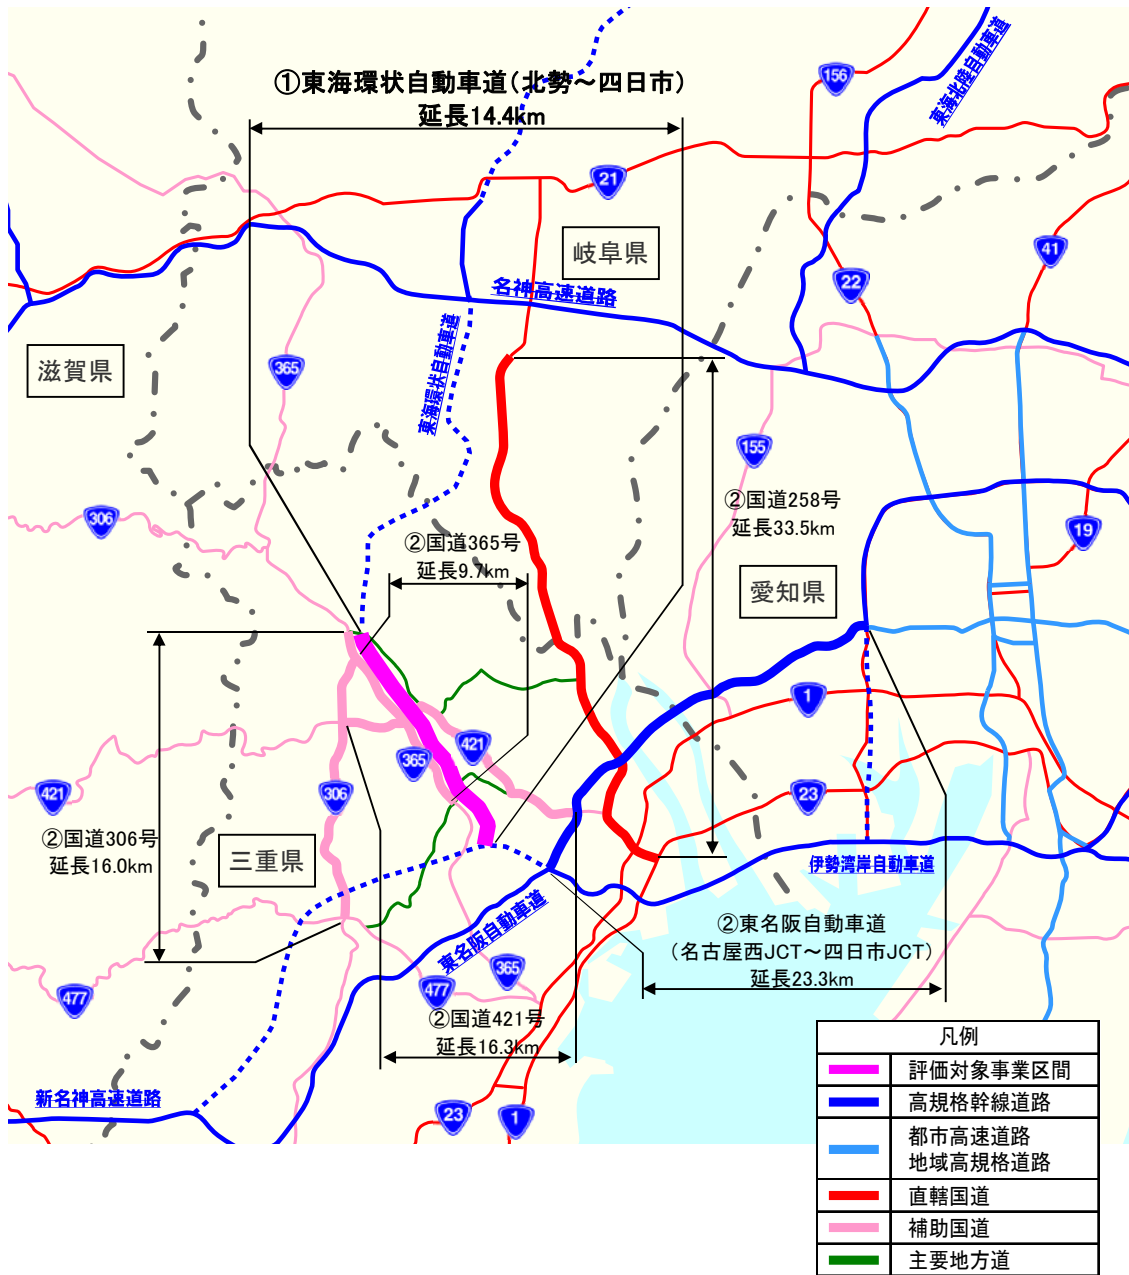 ①東海環状自動車道(北勢～四日市)
延長14.4km
156
東海北陸自動車道
21
岐阜県
41
22
名神高速道路
東海環状自動車道
滋賀県
365
155
306
②国道258号
延長33.5km
19
②国道365号
延長9.7km
愛知県
1
421
365
421
306
23
②国道306号
延長16.0km
三重県
伊勢湾岸自動車道
東名阪自動車道
②東名阪自動車道
(名古屋西JCT～四日市JCT)
延長23.3km
365
477
477
②国道421号
延長16.3km
新名神高速道路
23
1
凡例
評価対象事業区間
高規格幹線道路
都市高速道路
地域高規格道路
直轄国道
補助国道
主要地方道